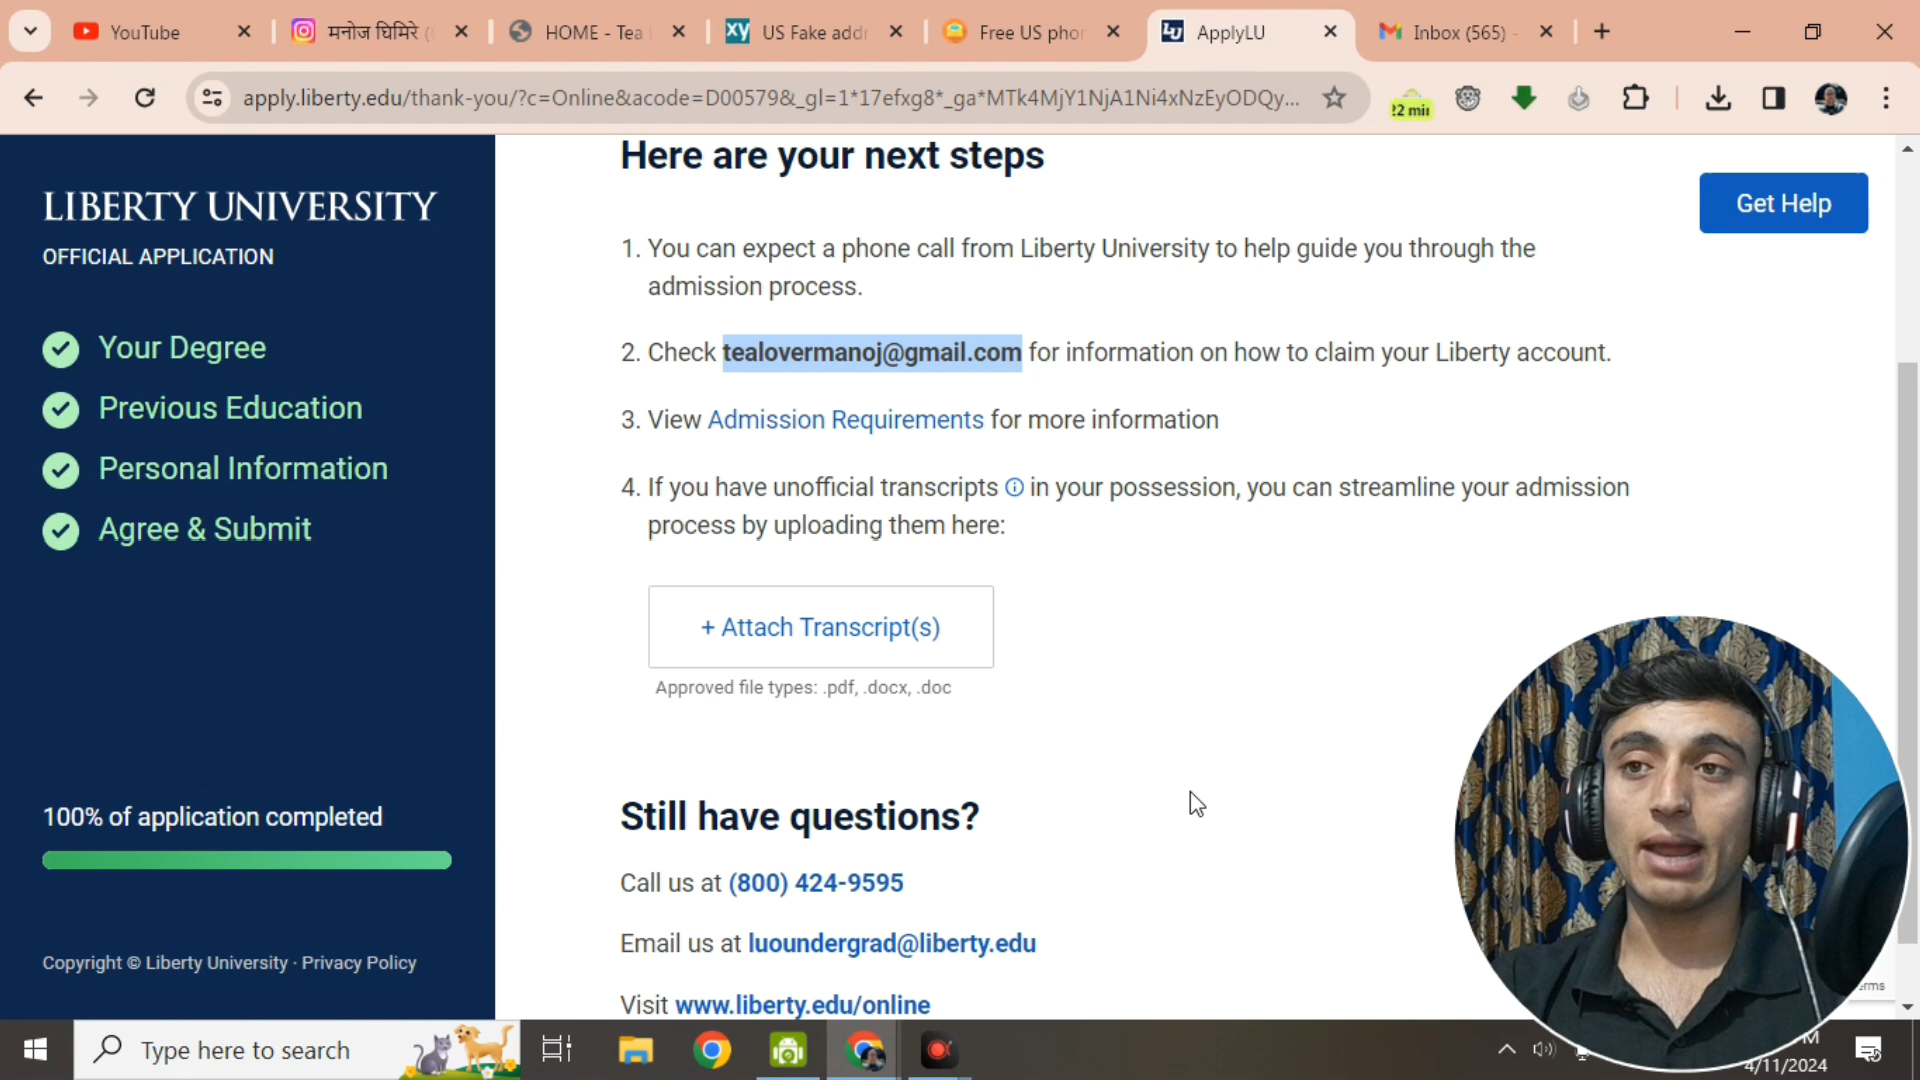 YouTube
मनोज घिमिरे (
HOME - Tea
US Fake addr
Free US phor
ApplyLU
Inbox (565) -
apply.liberty.edu/thank-you/?c=Online&acode=D00579&_gl=1*17efxg8*_ga*MTk4MjY1NjA1Ni4xNzEyODQy...
22 min
LIBERTY UNIVERSITY
OFFICIAL APPLICATION
Your Degree
Previous Education
Personal Information
Agree & Submit
100% of application completed
Copyright © Liberty University · Privacy Policy
Here are your next steps
Get Help
1. You can expect a phone call from Liberty University to help guide you through the
admission process.
2. Check tealovermanoj@gmail.com for information on how to claim your Liberty account.
3. View Admission Requirements for more information
4. If you have unofficial transcripts in your possession, you can streamline your admission
process by uploading them here:
+ Attach Transcript(s)
Approved file types: .pdf, .docx, .doc
Still have questions?
Call us at (800) 424-9595
Email us at luoundergrad@liberty.edu
Visit www.liberty.edu/online
Type here to search
4/11/2024